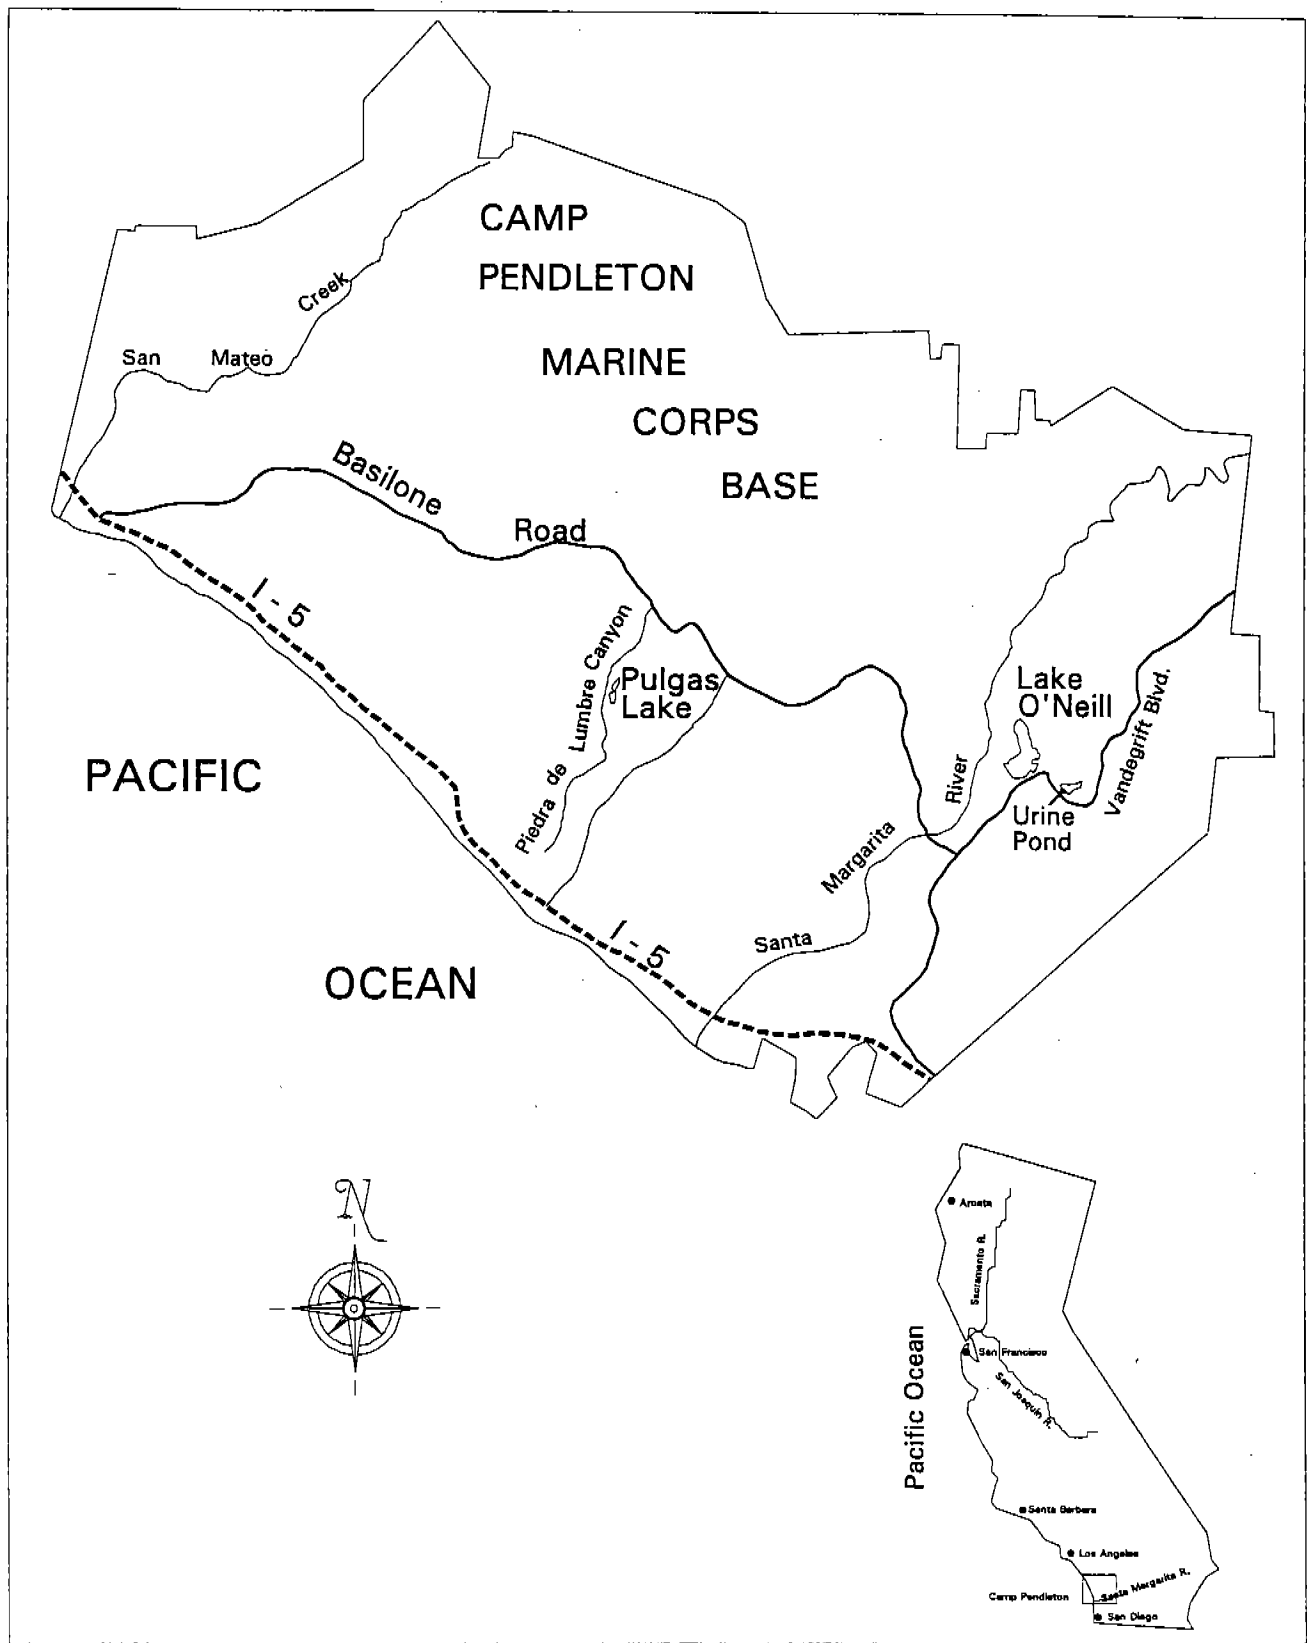 CAMP
PENDLETON
Creek
San Mateo
MARINE
CORPS
Basilone
BASE
Road
I-5
Piedra de Lumbre Canyon
Pulgas
Lake
Lake
O'Neill
Vandegrift Blvd.
PACIFIC
River
Urine
Pond
Margarita
Santa
I-5
OCEAN
N
Arcata
Sacramento R.
San Francisco
Pacific Ocean
San Joaquin R.
Santa Barbara
Los Angeles
Santa Margarita R.
Camp Pendleton
San Diego